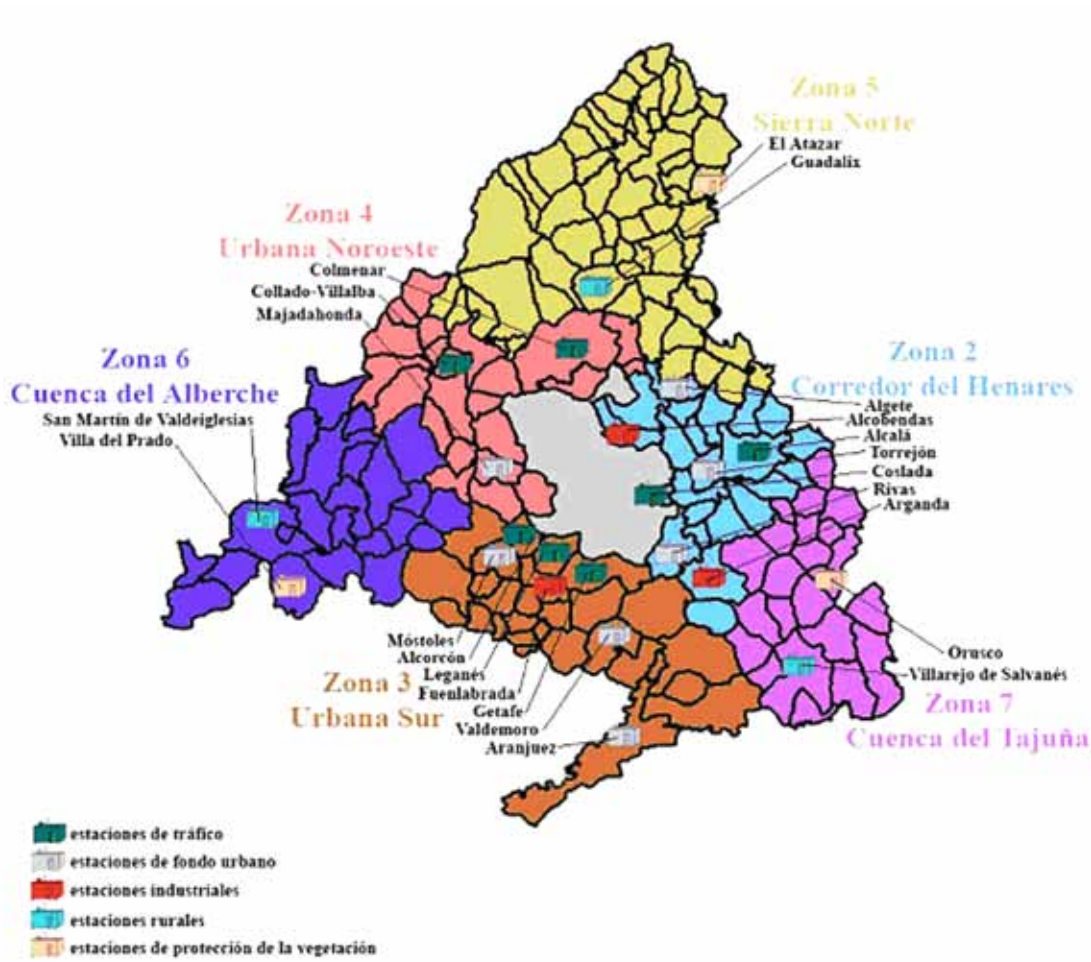 Zona 5
Sierra Norte
El Atazar
Guadalix
Zona 4
Urbana Noroeste
Colmenar
Collado-Villalba
Majadahonda
Zona 6
Cuenca del Alberche
San Martín de Valdeiglesias
Villa del Prado
Zona 2
Corredor del Henares
Algete
Alcobendas
Alcalá
Torrejón
Coslada
Rivas
Arganda
Móstoles
Alcorcón
Leganés
Fuenlabrada
Getafe
Valdemoro
Aranjuez
Zona 3
Urbana Sur
Orusco
Villarejo de Salvanés
Zona 7
Cuenca del Tajuña
estaciones de tráfico
estaciones de fondo urbano
estaciones industriales
estaciones rurales
estaciones de protección de la vegetación